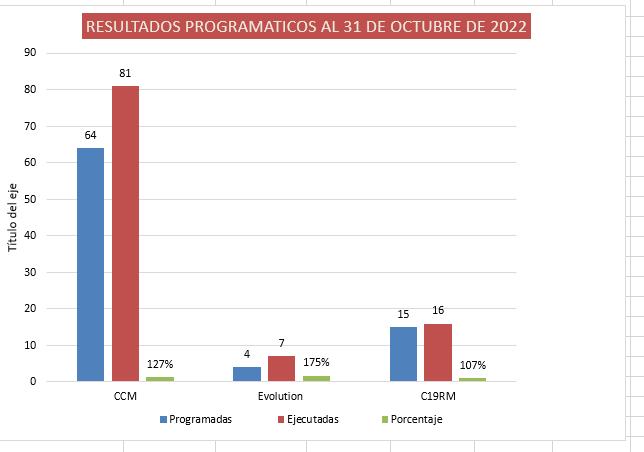 RESULTADOS PROGRAMATICOS AL 31 DE OCTUBRE DE 2022
90
80
70
60
50
40
30
20
10
0
Título del eje
64
81
127%
4
7
175%
15
16
107%
CCM
Evolution
C19RM
Programadas
Ejecutadas
Porcentaje